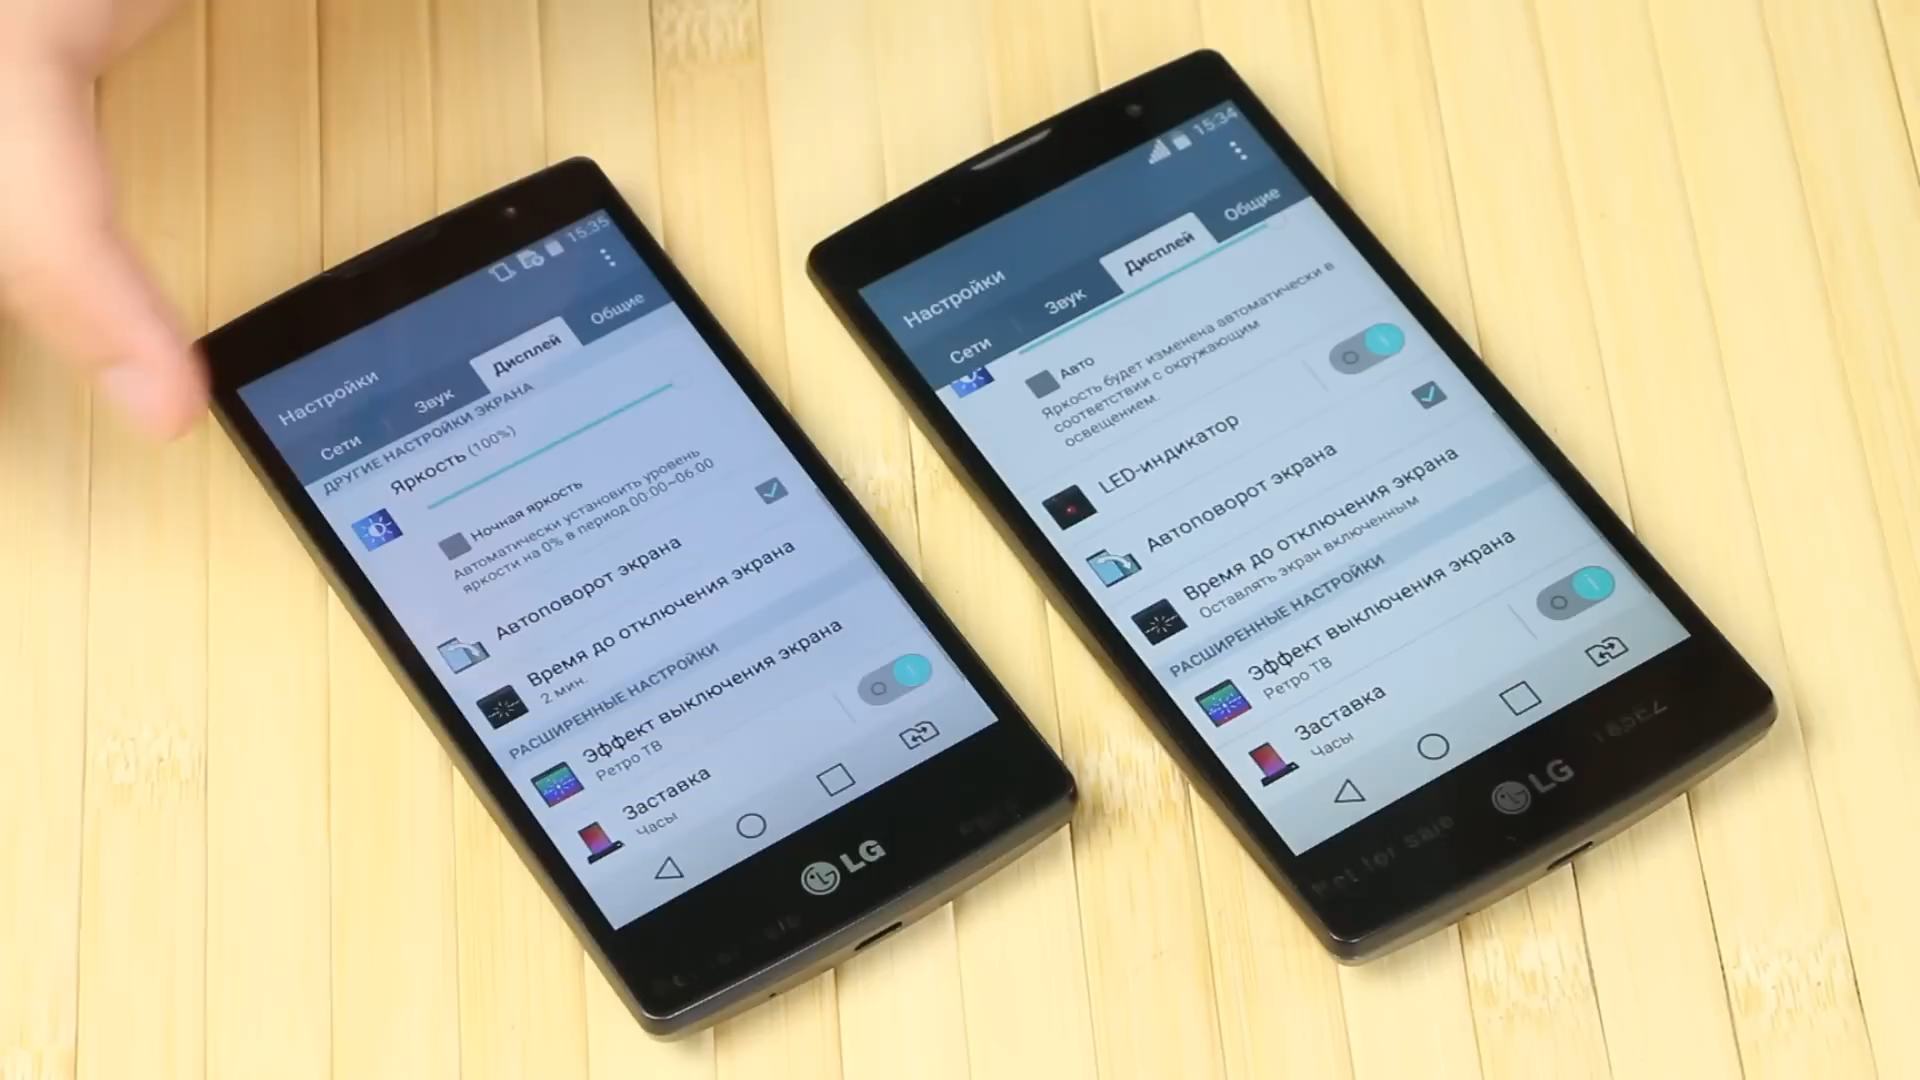 15:35
Настройки
Сети
Звук
Дисплей
Общие
ДРУГИЕ НАСТРОЙКИ ЭКРАНА
Яркость (100%)
Ночная яркость
Автоматически установить уровень
яркости на 0% в период 00:00~06:00
Автоповорот экрана
Время до отключения экрана
2 мин.
РАСШИРЕННЫЕ НАСТРОЙКИ
Эффект выключения экрана
Ретро ТВ
Заставка
Часы
LG
15:34
Настройки
Сети
Звук
Дисплей
Общие
Авто
Яркость будет изменена автоматически в
соответствии с окружающим
освещением.
LED-индикатор
Автоповорот экрана
Время до отключения экрана
Оставлять экран включенным
РАСШИРЕННЫЕ НАСТРОЙКИ
Эффект выключения экрана
Ретро ТВ
Заставка
Часы
LG
Not for sale